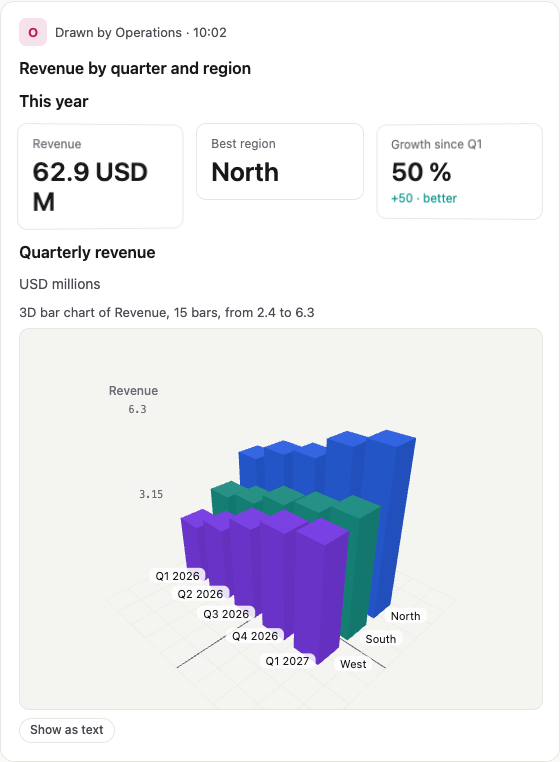 O
Drawn by Operations · 10:02
Revenue by quarter and region
This year
Revenue
62.9 USD
M
Best region
North
Growth since Q1
50 %
+50 · better
Quarterly revenue
USD millions
3D bar chart of Revenue, 15 bars, from 2.4 to 6.3
Revenue
6.3
3.15
Q1 2026
Q2 2026
Q3 2026
Q4 2026
Q1 2027
North
South
West
Show as text